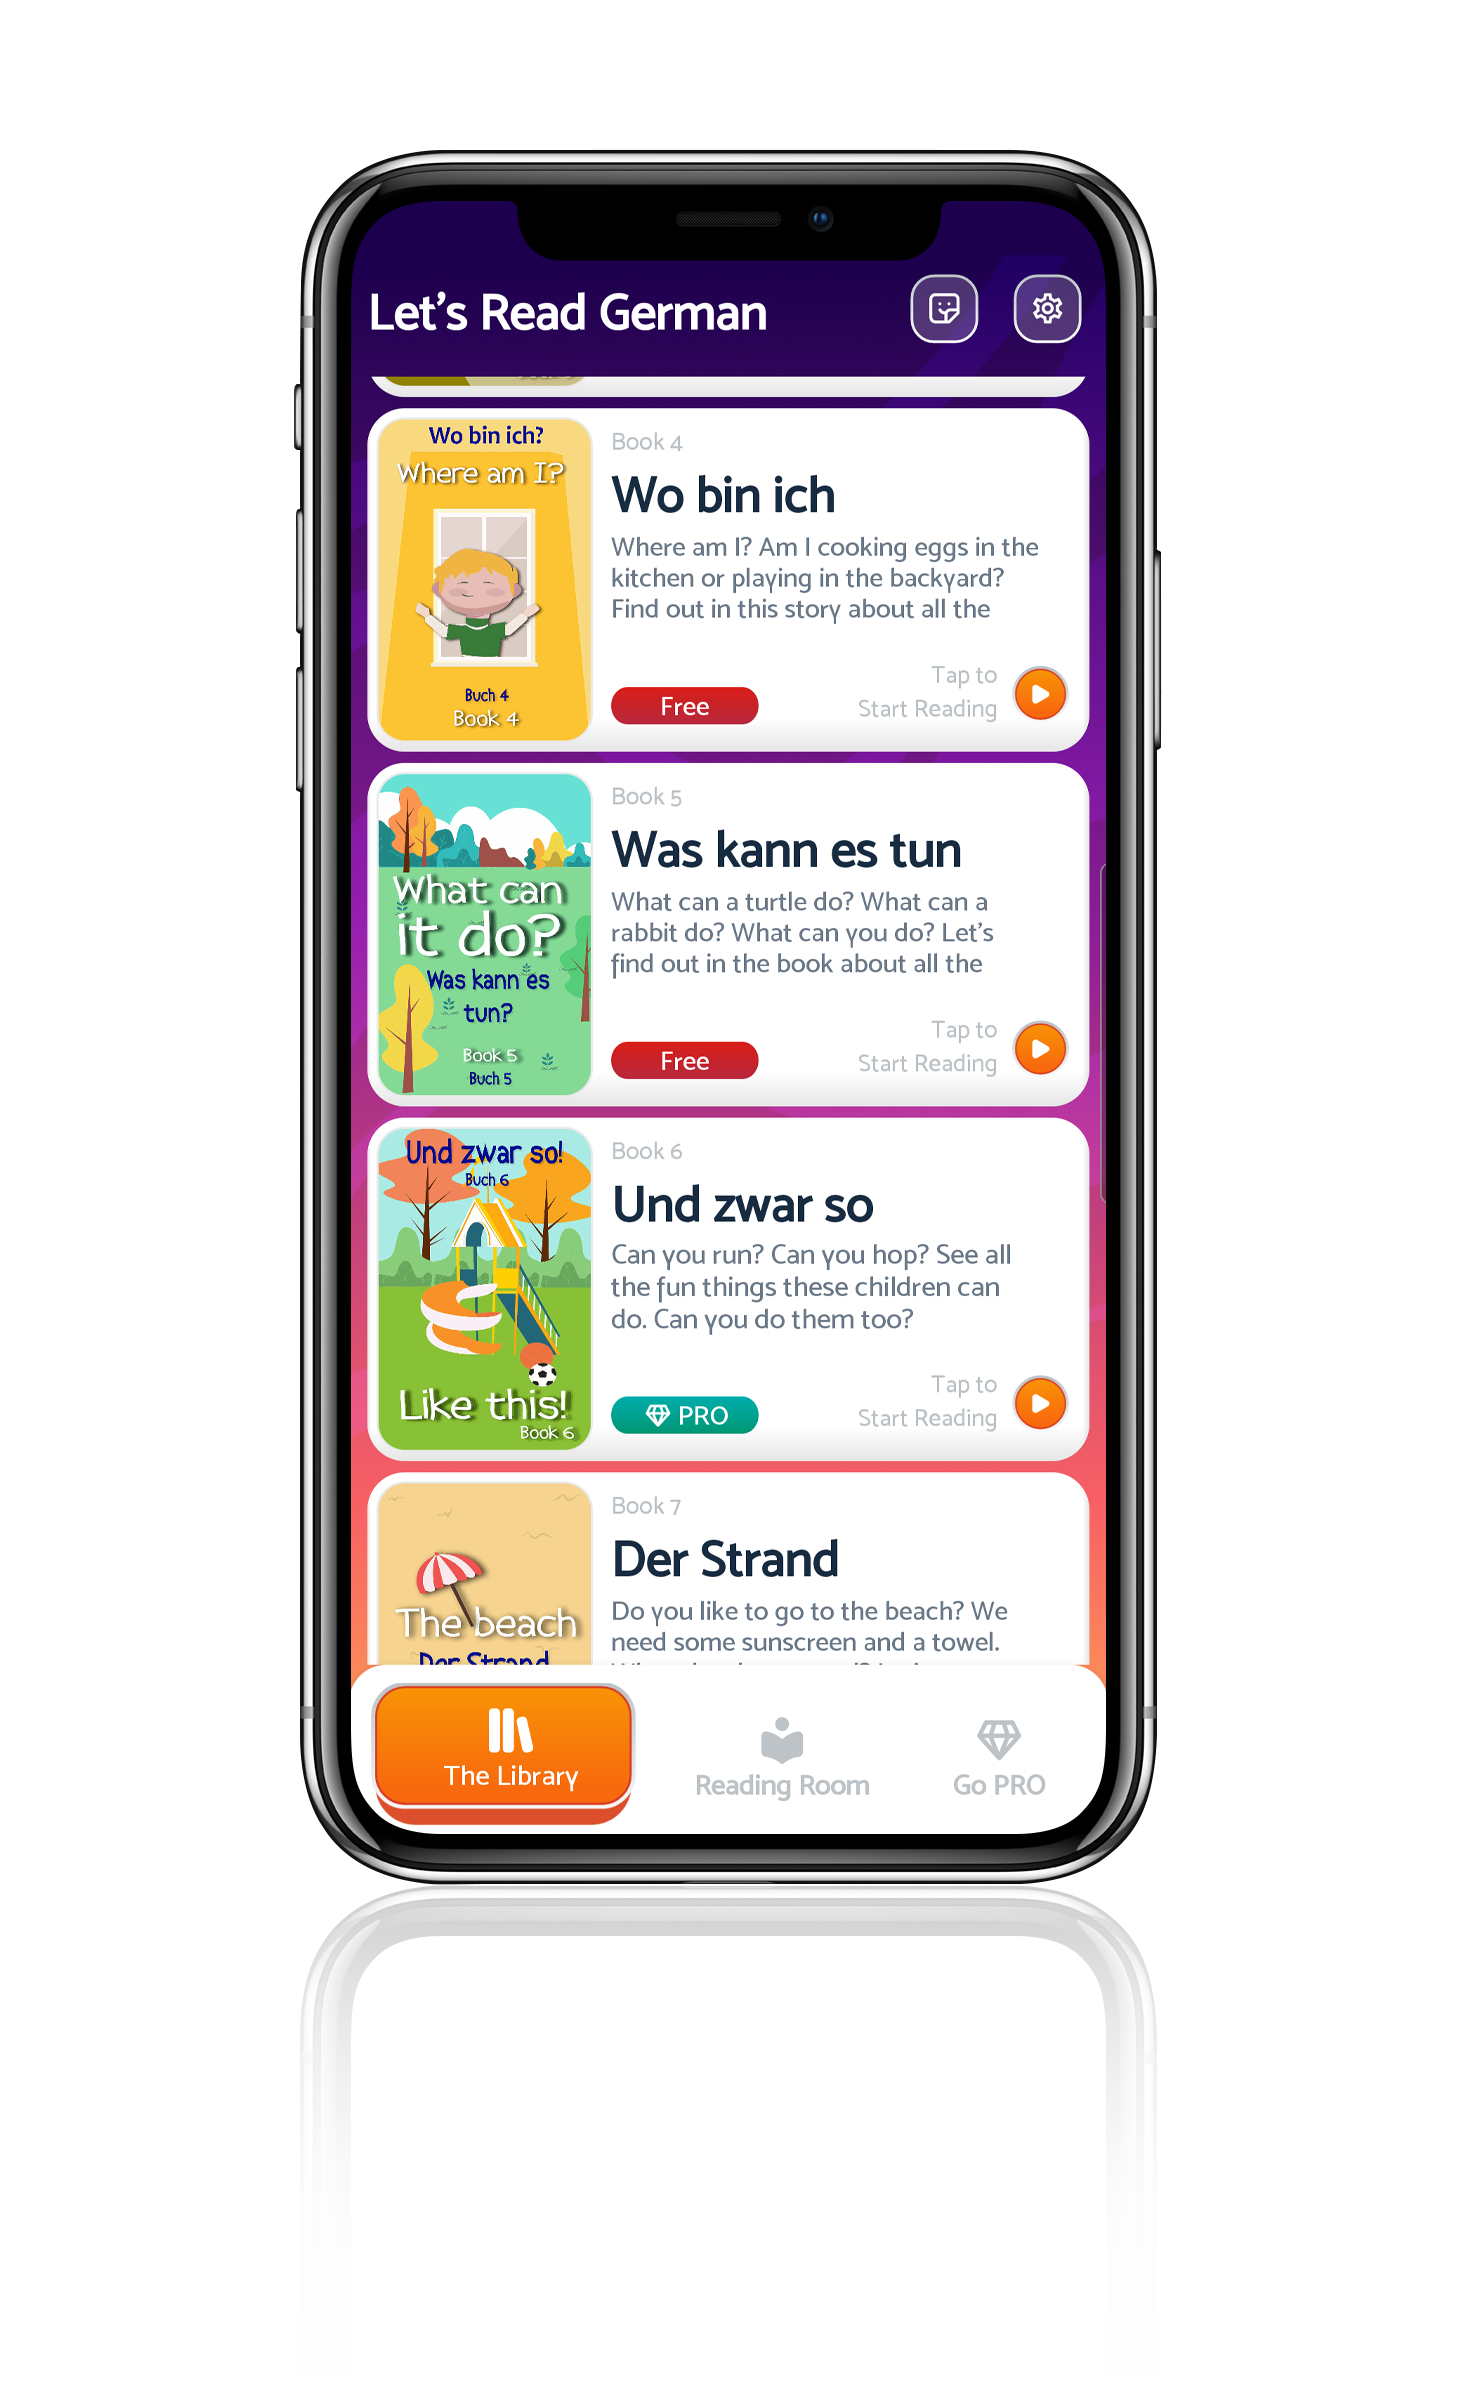 Let's Read German
Wo bin ich?
Where am I?
Buch 4
Book 4
Book 4
Wo bin ich
Where am I? Am I cooking eggs in the
kitchen or playing in the backyard?
Find out in this story about all the
Free
Tap to
Start Reading
What can
it do?
Was kann es
tun?
Book 5
Buch 5
Book 5
Was kann es tun
What can a turtle do? What can a
rabbit do? What can you do? Let's
find out in the book about all the
Free
Tap to
Start Reading
Und zwar so!
Buch 6
Like this!
Book 6
Book 6
Und zwar so
Can you run? Can you hop? See all
the fun things these children can
do. Can you do them too?
PRO
Tap to
Start Reading
The beach
Der Strand
Book 7
Der Strand
Do you like to go to the beach? We
need some sunscreen and a towel.
The Library
Reading Room
Go PRO